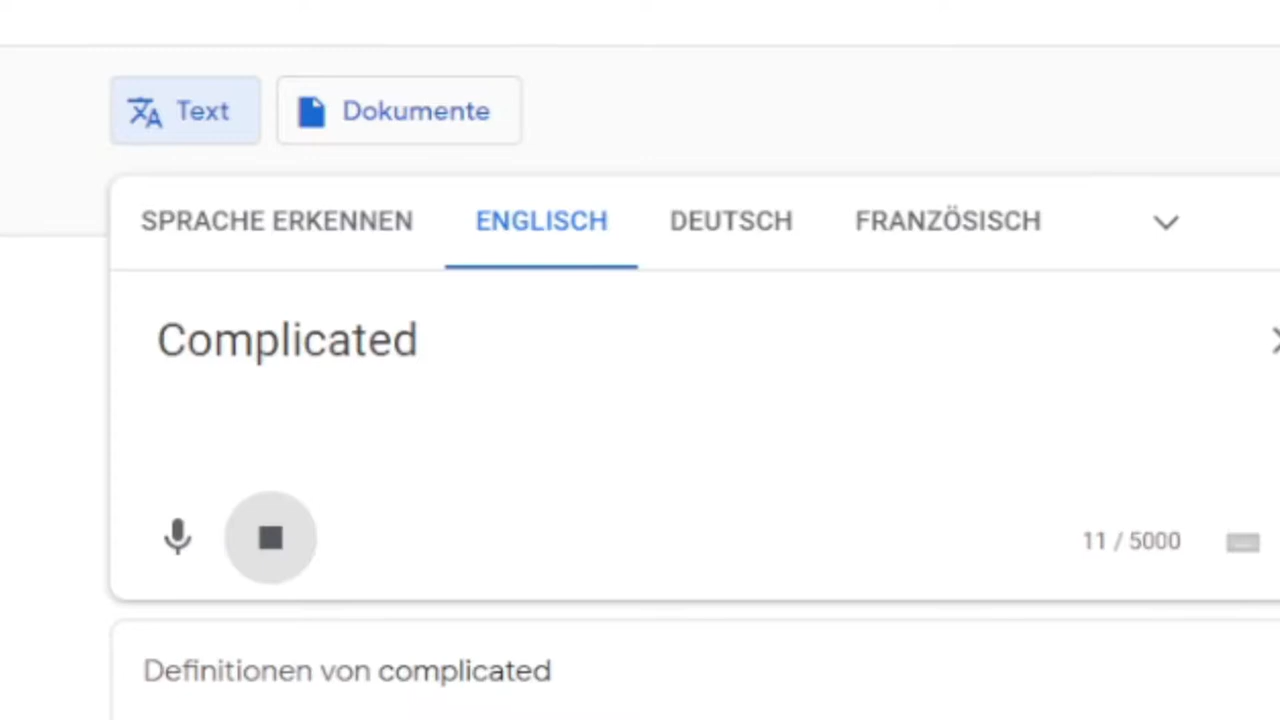 Text Dokumente
SPRACHE ERKENNEN ENGLISCH DEUTSCH FRANZÖSISCH
Complicated
11 / 5000
Definitionen von complicated